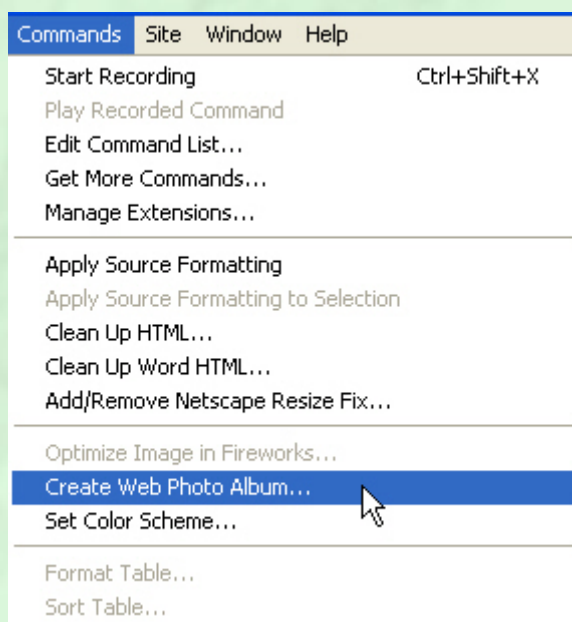 Commands Site Window Help
Start Recording Ctrl+Shift+X
Play Recorded Command
Edit Command List...
Get More Commands...
Manage Extensions...
Apply Source Formatting
Apply Source Formatting to Selection
Clean Up HTML...
Clean Up Word HTML...
Add/Remove Netscape Resize Fix...
Optimize Image in Fireworks...
Create Web Photo Album...
Set Color Scheme...
Format Table...
Sort Table...